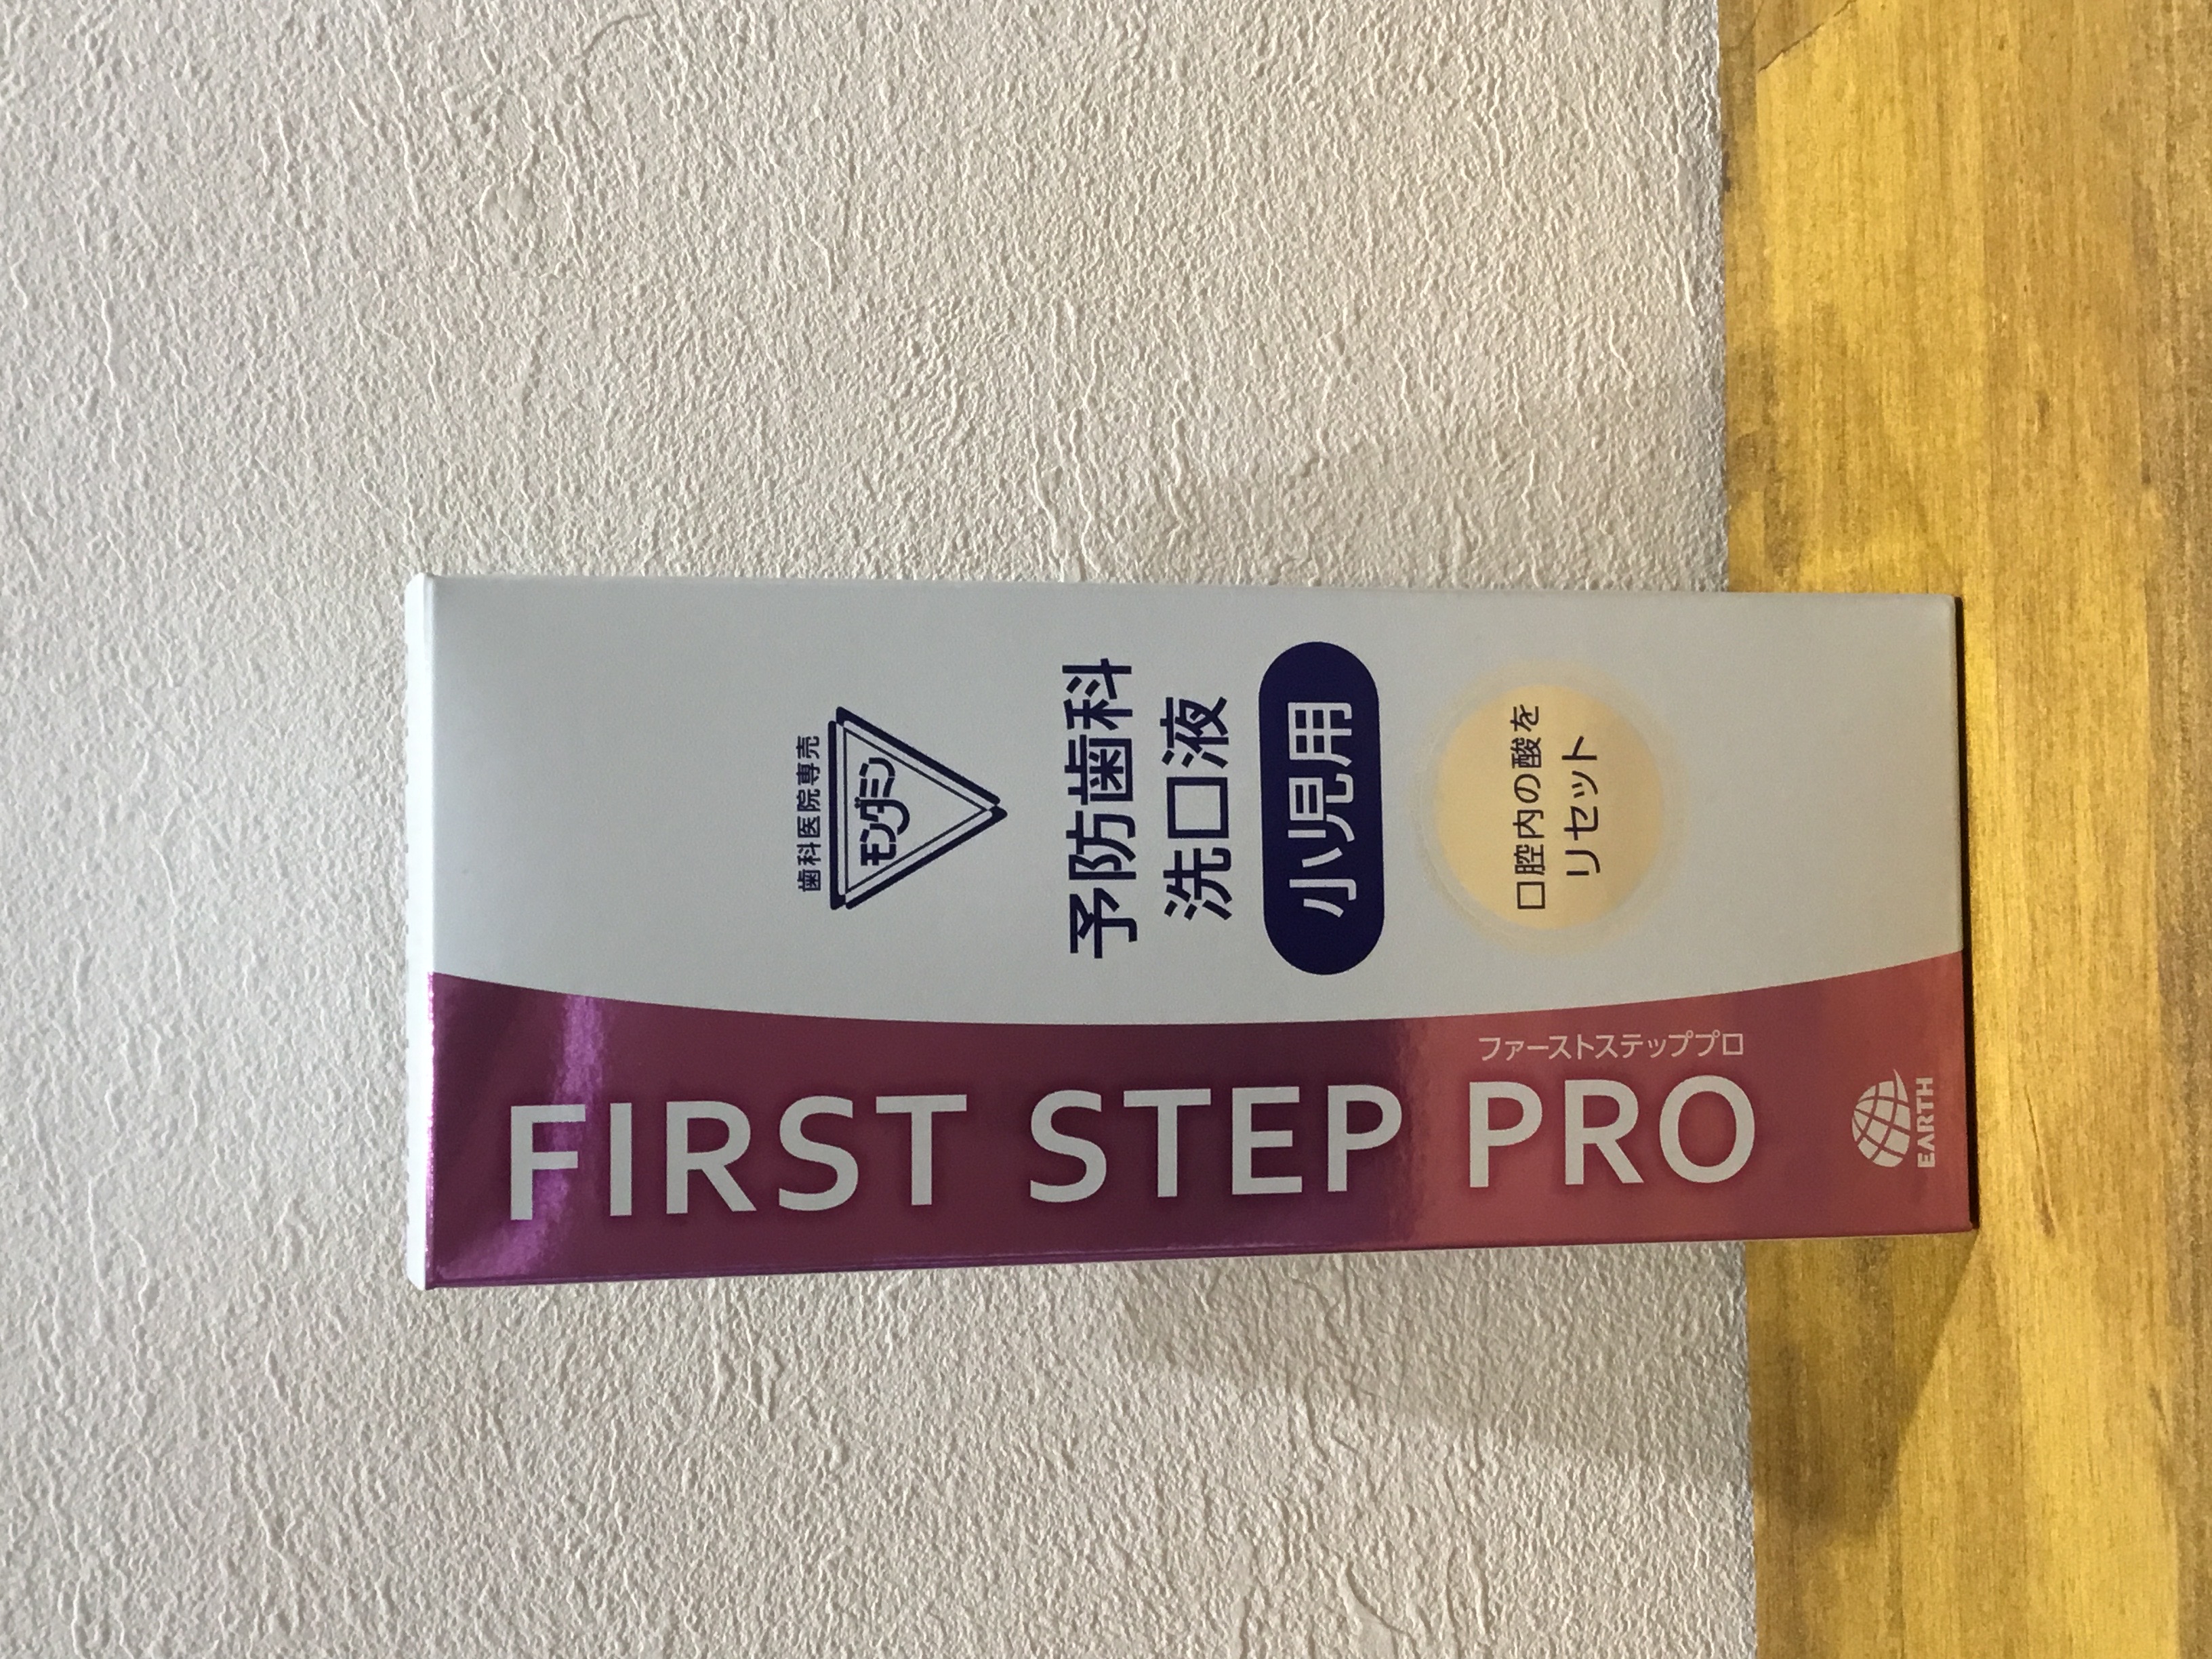 歯科医院専売
モンダミン
予防歯科
洗口液
小児用
口腔内の酸を
リセット
ファーストステッププロ
FIRST STEP PRO
EARTH